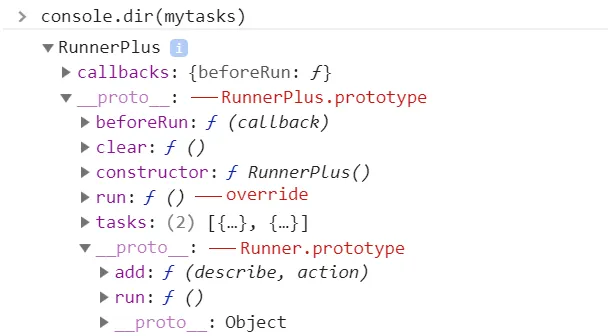 > console.dir(mytasks)
▼ RunnerPlus i
▶ callbacks: {beforeRun: ƒ}
▼ __proto__: — RunnerPlus.prototype
▶ beforeRun: ƒ (callback)
▶ clear: ƒ ()
▶ constructor: ƒ RunnerPlus()
▶ run: ƒ () — override
▶ tasks: (2) [{…}, {…}]
▼ __proto__: — Runner.prototype
▶ add: ƒ (describe, action)
▶ run: ƒ ()
▶ __proto__: Object